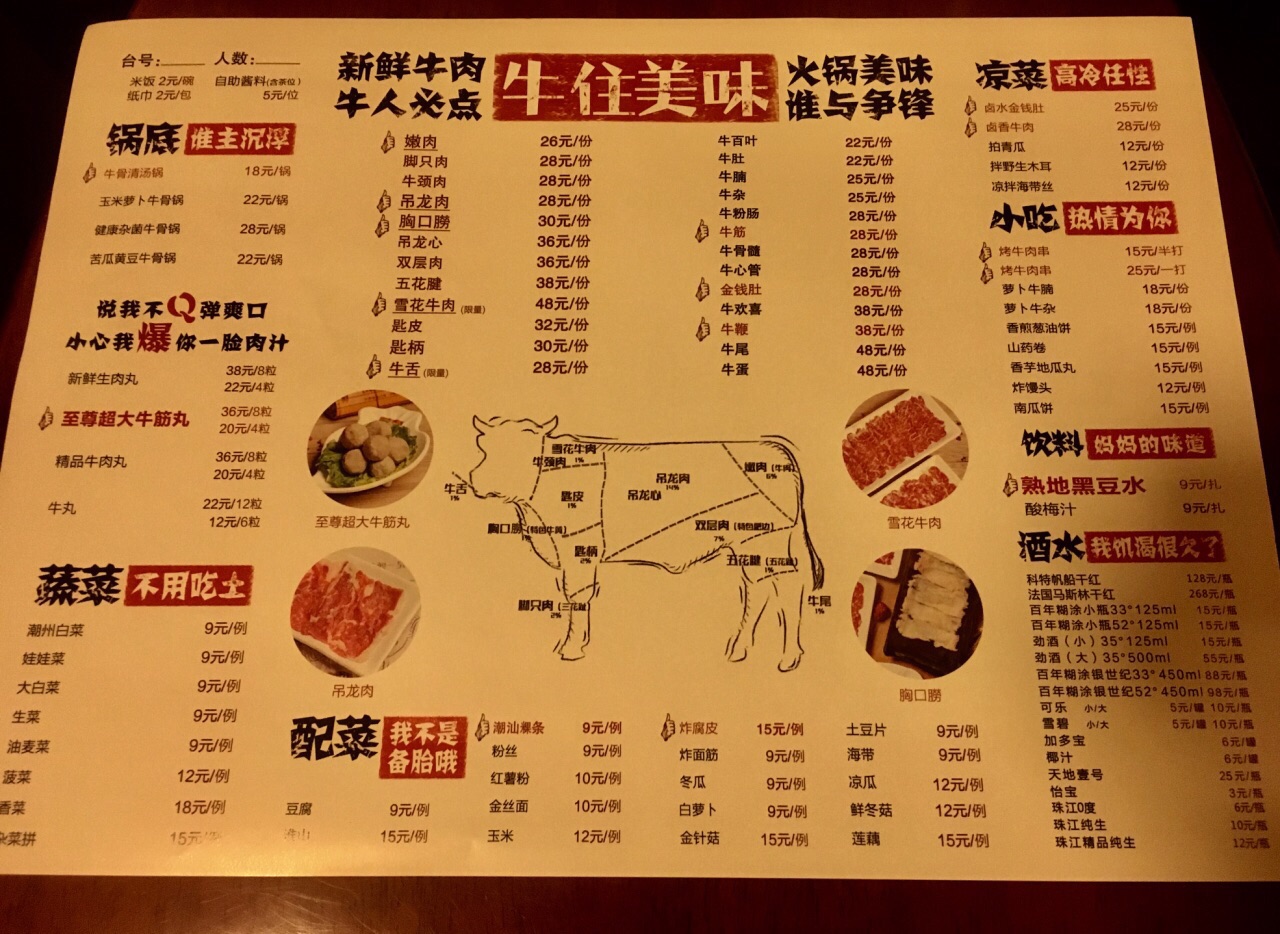 台号:____ 人数:____
米饭 2元/碗 自助酱料(含茶位)
纸巾 2元/包 5元/位
锅底 谁主沉浮
牛骨清汤锅 18元/锅
玉米萝卜牛骨锅 22元/锅
健康杂菌牛骨锅 28元/锅
苦瓜黄豆牛骨锅 22元/锅
说我不Q弹爽口
小心我爆你一脸肉汁
新鲜生肉丸 38元/8粒
22元/4粒
至尊超大牛筋丸 36元/8粒
20元/4粒
精品牛肉丸 36元/8粒
20元/4粒
牛丸 22元/12粒
12元/6粒
蔬菜 不用吃土
潮州白菜 9元/例
娃娃菜 9元/例
大白菜 9元/例
生菜 9元/例
油麦菜 9元/例
菠菜 12元/例
香菜 18元/例
杂菜拼 15元/例
新鲜牛肉
牛人必点
牛住美味
火锅美味
谁与争锋
嫩肉 26元/份
脚只肉 28元/份
牛颈肉 28元/份
吊龙肉 28元/份
胸口捞 30元/份
吊龙心 36元/份
双层肉 36元/份
五花腱 38元/份
雪花牛肉(限量) 48元/份
匙皮 32元/份
匙柄 30元/份
牛舌(限量) 28元/份
牛百叶 22元/份
牛肚 22元/份
牛腩 25元/份
牛杂 25元/份
牛粉肠 28元/份
牛筋 28元/份
牛骨髓 28元/份
牛心管 28元/份
金钱肚 28元/份
牛欢喜 38元/份
牛鞭 38元/份
牛尾 48元/份
牛蛋 48元/份
至尊超大牛筋丸
吊龙肉
雪花牛肉
胸口捞
雪花牛肉 1%
牛颈肉 1%
牛舌
1%
匙皮
1%
吊龙肉
14%
吊龙心
嫩肉
6%
胸口捞
匙柄
2%
双层肉
7%
五花腱
1%
脚只肉
2%
牛尾
1%
配菜 我不是
备胎哦
豆腐 9元/例
淮山 15元/例
潮汕粿条 9元/例
粉丝 9元/例
红薯粉 10元/例
金丝面 10元/例
玉米 12元/例
炸腐皮 15元/例
炸面筋 9元/例
冬瓜 9元/例
白萝卜 9元/例
金针菇 15元/例
土豆片 9元/例
海带 9元/例
凉瓜 12元/例
鲜冬菇 12元/例
莲藕 15元/例
凉菜 高冷任性
卤水金钱肚 25元/份
卤香牛肉 28元/份
拍青瓜 12元/份
拌野生木耳 12元/份
凉拌海带丝 12元/份
小吃 热情为你
烤牛肉串 15元/半打
烤牛肉串 25元/一打
萝卜牛腩 18元/份
萝卜牛杂 18元/份
香煎葱油饼 15元/例
山药卷 15元/例
香芋地瓜丸 15元/例
炸馒头 12元/例
南瓜饼 15元/例
饮料 妈妈的味道
熟地黑豆水 9元/扎
酸梅汁 9元/扎
酒水 我饥渴很久了
科特帆船干红 128元/瓶
法国马斯林干红 268元/瓶
百年糊涂小瓶33°125ml 15元/瓶
百年糊涂小瓶52°125ml 15元/瓶
劲酒（小）35°125ml 15元/瓶
劲酒（大）35°500ml 55元/瓶
百年糊涂银世纪33°450ml 88元/瓶
百年糊涂银世纪52°450ml 98元/瓶
可乐 小/大 5元/罐 10元/瓶
雪碧 小/大 5元/罐 10元/瓶
加多宝 6元/罐
椰汁 6元/罐
天地壹号 25元/瓶
怡宝 3元/瓶
珠江0度 6元/瓶
珠江纯生 10元/瓶
珠江精品纯生 12元/瓶